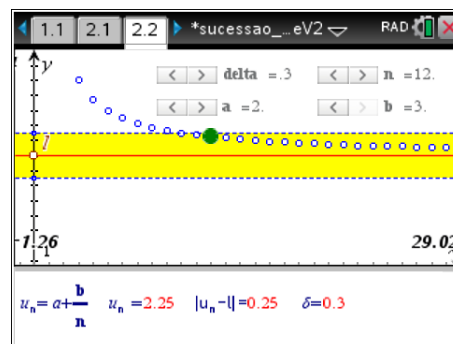 1.1 2.1 2.2 *sucessao_…eV2 RAD
y
delta =.3 n =12.
a =2. b =3.
l
-1.26 1 29.02
uₙ= a+b/n uₙ =2.25 |uₙ-l|=0.25 δ=0.3